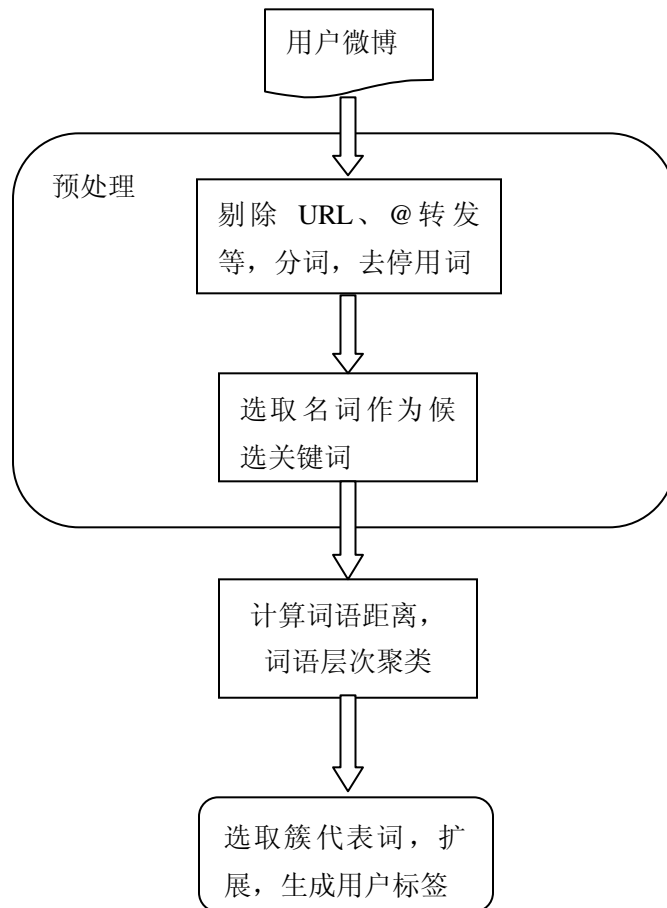 用户微博
预处理
剔除 URL、@转发
等，分词，去停用词
选取名词作为候
选关键词
计算词语距离，
词语层次聚类
选取簇代表词，扩
展，生成用户标签